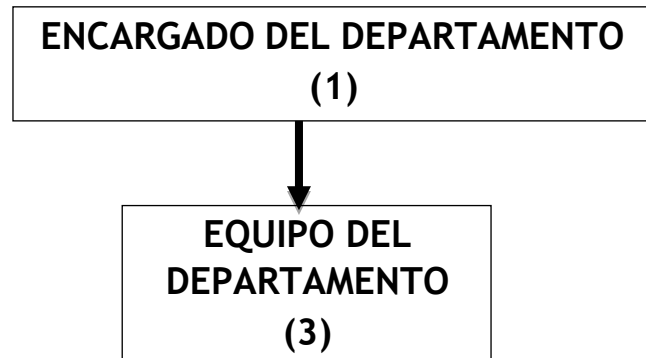 ENCARGADO DEL DEPARTAMENTO
(1)
EQUIPO DEL
DEPARTAMENTO
(3)